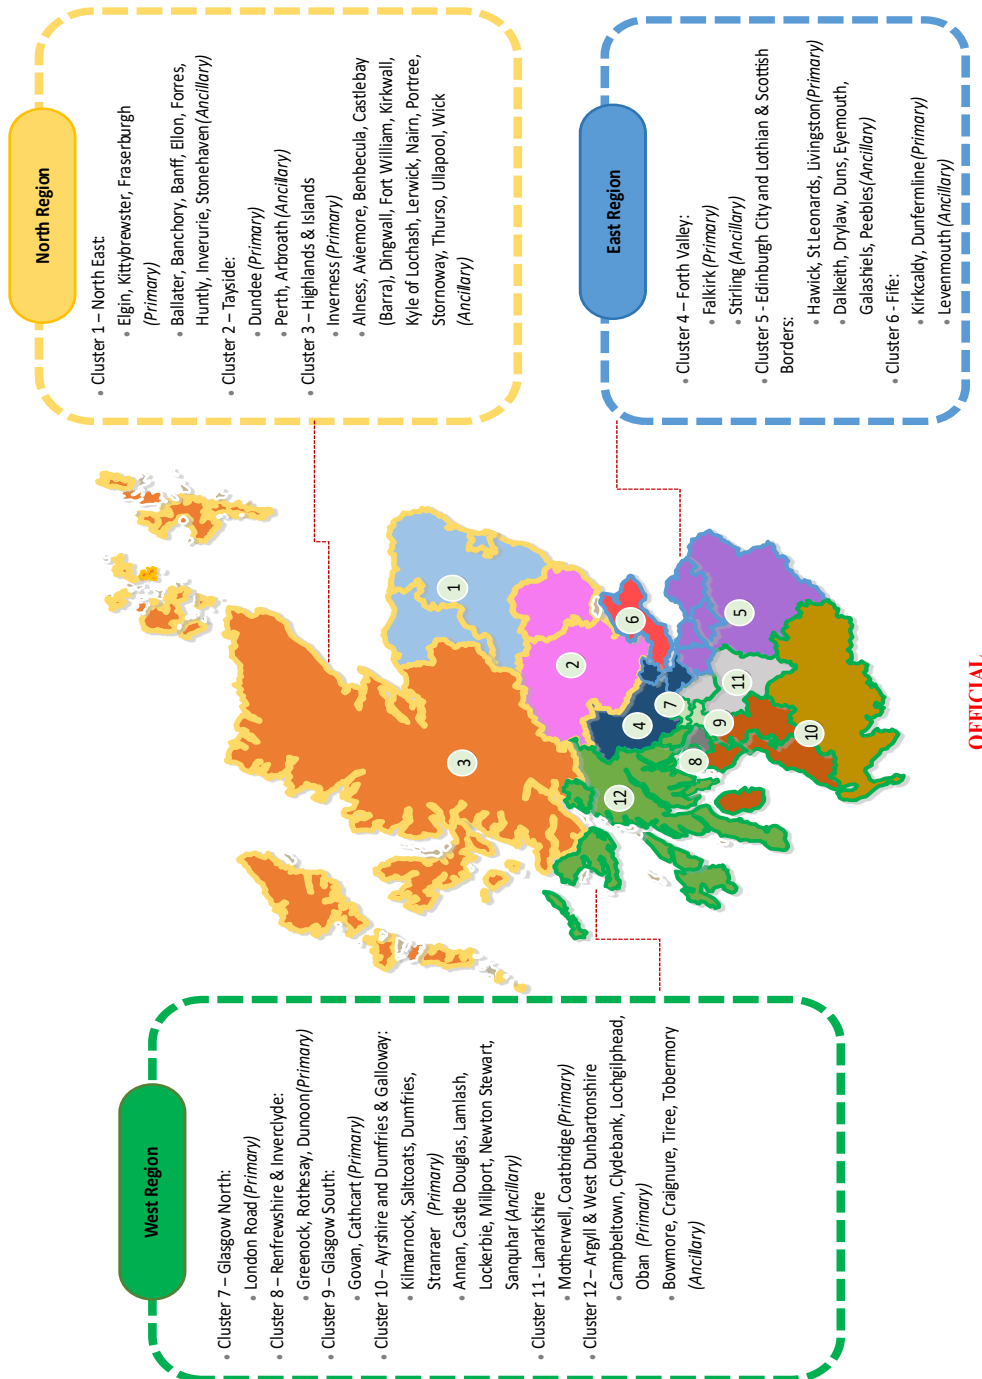 North Region
• Cluster 1 – North East:
• Elgin, Kittybrewster, Fraserburgh
(Primary)
• Ballater, Banchory, Banff, Ellon, Forres,
Huntly, Inverurie, Stonehaven (Ancillary)
• Cluster 2 – Tayside:
• Dundee (Primary)
• Perth, Arbroath (Ancillary)
• Cluster 3 – Highlands & Islands
• Inverness (Primary)
• Alness, Aviemore, Benbecula, Castlebay
(Barra), Dingwall, Fort William, Kirkwall,
Kyle of Lochash, Lerwick, Nairn, Portree,
Stornoway, Thurso, Ullapool, Wick
(Ancillary)
East Region
• Cluster 4 – Forth Valley:
• Falkirk (Primary)
• Stirling (Ancillary)
• Cluster 5 - Edinburgh City and Lothian & Scottish
Borders:
• Hawick, St Leonards, Livingston (Primary)
• Dalkeith, Drylaw, Duns, Eyemouth,
Galashiels, Peebles (Ancillary)
• Cluster 6 - Fife:
• Kirkcaldy, Dunfermline (Primary)
• Levenmouth (Ancillary)
West Region
• Cluster 7 – Glasgow North:
• London Road (Primary)
• Cluster 8 – Renfrewshire & Inverclyde:
• Greenock, Rothesay, Dunoon (Primary)
• Cluster 9 – Glasgow South:
• Govan, Cathcart (Primary)
• Cluster 10 – Ayrshire and Dumfries & Galloway:
• Kilmarnock, Saltcoats, Dumfries,
Stranraer (Primary)
• Annan, Castle Douglas, Lamlash,
Lockerbie, Millport, Newton Stewart,
Sanquhar (Ancillary)
• Cluster 11 - Lanarkshire
• Motherwell, Coatbridge (Primary)
• Cluster 12 – Argyll & West Dunbartonshire
• Campbeltown, Clydebank, Lochgilphead,
Oban (Primary)
• Bowmore, Craignure, Tiree, Tobermory
(Ancillary)
1
2
3
4
5
6
7
8
9
10
11
12
OFFICIAL